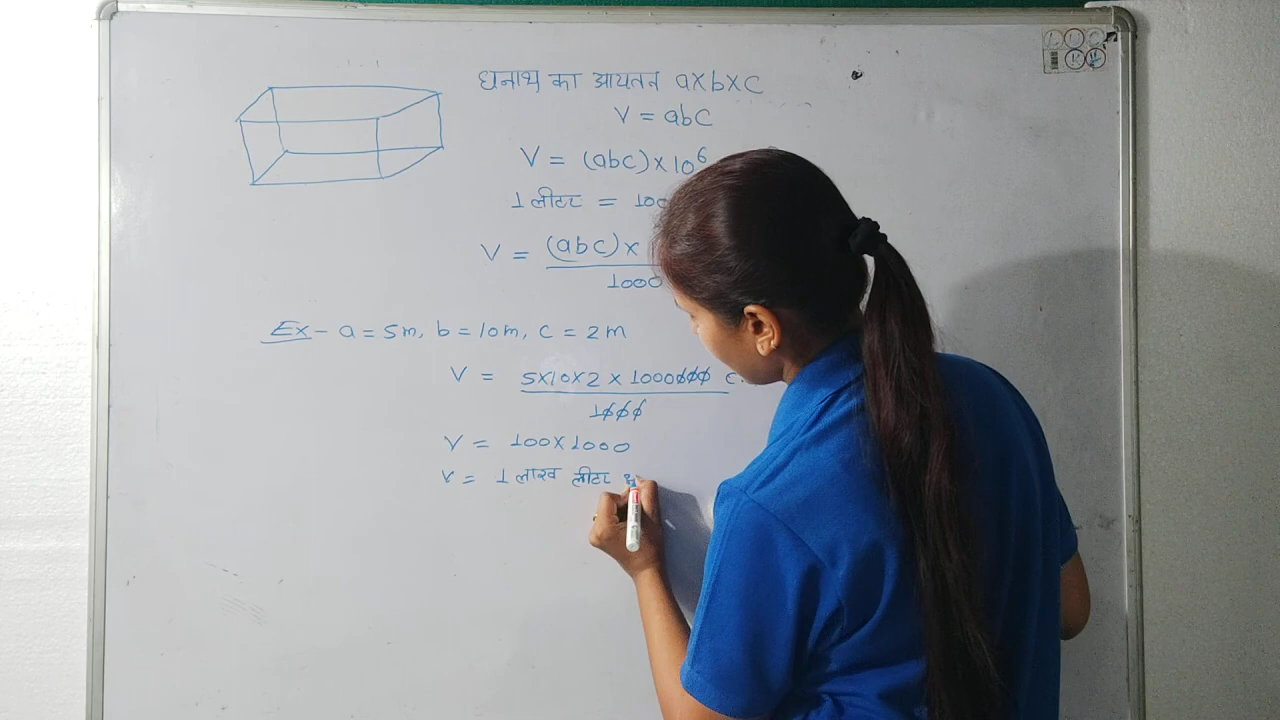 घनाभ का आयतन a×b×c
V = abc
V = (abc)×10⁶
1 लीटर = 100
V = (abc)×
1000
Ex- a = 5m, b = 10m, c = 2m
V = 5×10×2 × 1000000 c
1000
V = 100×1000
V = 1 लाख लीटर